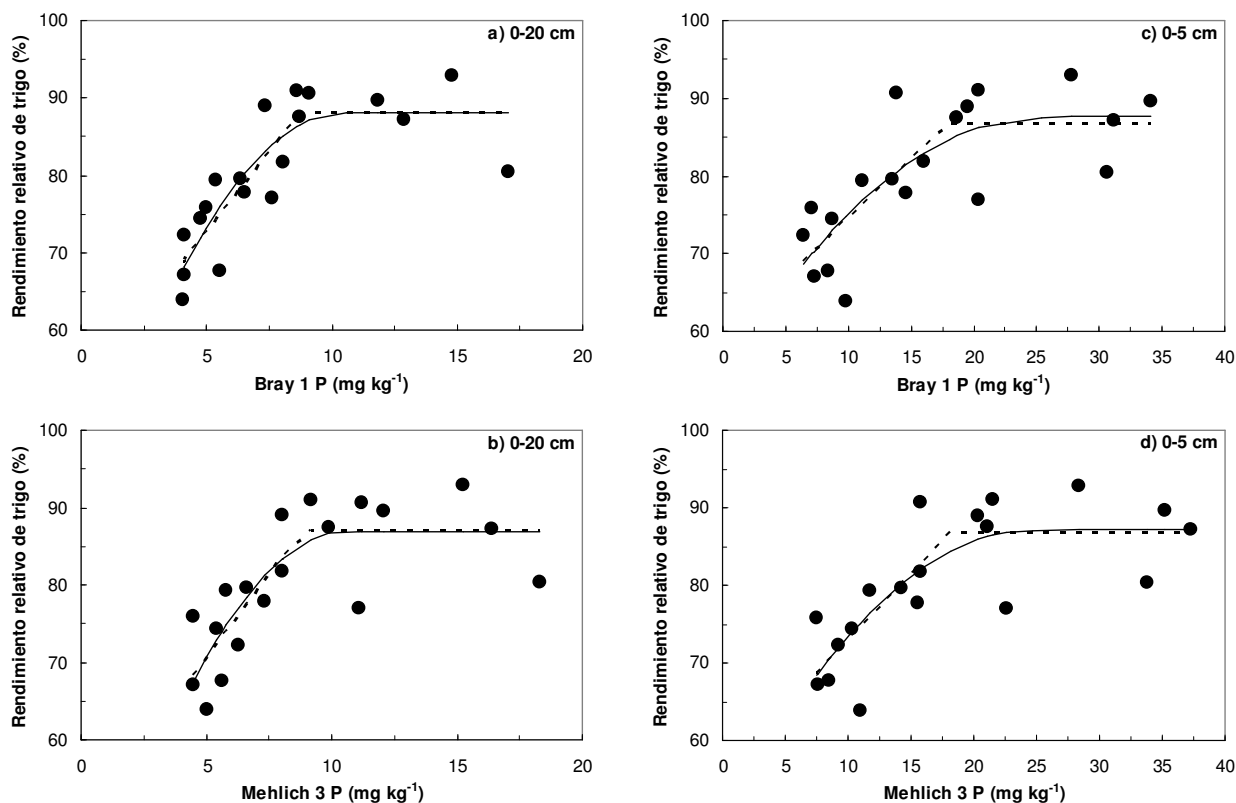 a) 0-20 cm
Rendimiento relativo de trigo (%)
100
90
80
70
60
0 5 10 15 20
Bray 1 P (mg kg⁻¹)
c) 0-5 cm
Rendimiento relativo de trigo (%)
100
90
80
70
60
0 5 10 15 20 25 30 35 40
Bray 1 P (mg kg⁻¹)
b) 0-20 cm
Rendimiento relativo de trigo (%)
100
90
80
70
60
0 5 10 15 20
Mehlich 3 P (mg kg⁻¹)
d) 0-5 cm
Rendimiento relativo de trigo (%)
100
90
80
70
60
0 5 10 15 20 25 30 35 40
Mehlich 3 P (mg kg⁻¹)